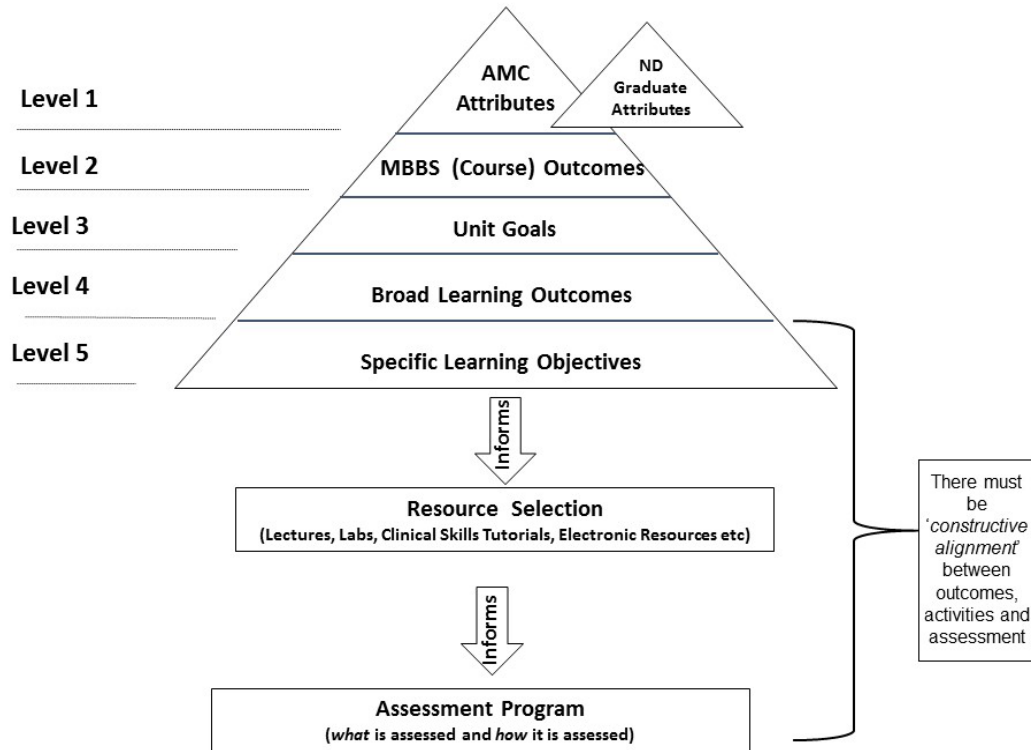 Level 1
AMC
Attributes
ND
Graduate
Attributes
Level 2
MBBS (Course) Outcomes
Level 3
Unit Goals
Level 4
Broad Learning Outcomes
Level 5
Specific Learning Objectives
Informs
Resource Selection
(Lectures, Labs, Clinical Skills Tutorials, Electronic Resources etc)
Informs
Assessment Program
(what is assessed and how it is assessed)
There must
be
‘constructive
alignment’
between
outcomes,
activities and
assessment